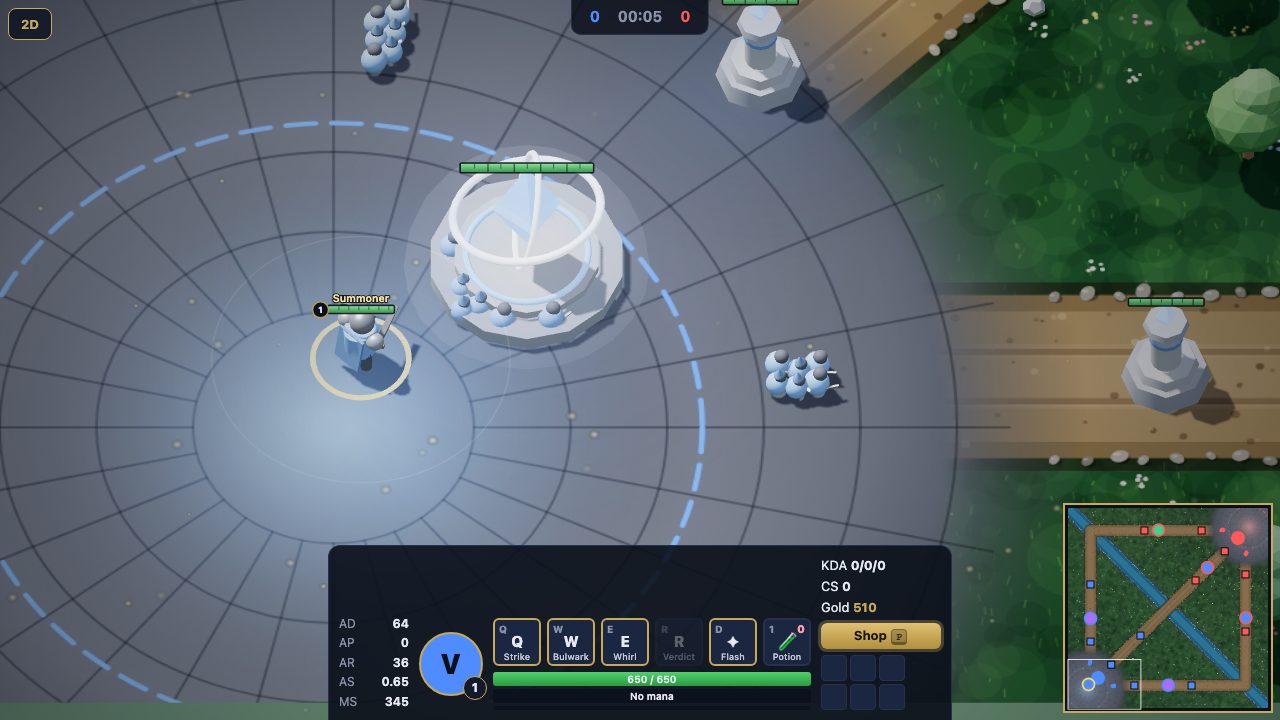 2D
0 00:05 0
Summoner
1
KDA 0/0/0
CS 0
Gold 510
Shop P
AD 64
AP 0
AR 36
AS 0.65
MS 345
V
1
Q
Q
Strike
W
W
Bulwark
E
E
Whirl
R
R
Verdict
D
Flash
1 0
Potion
650 / 650
No mana